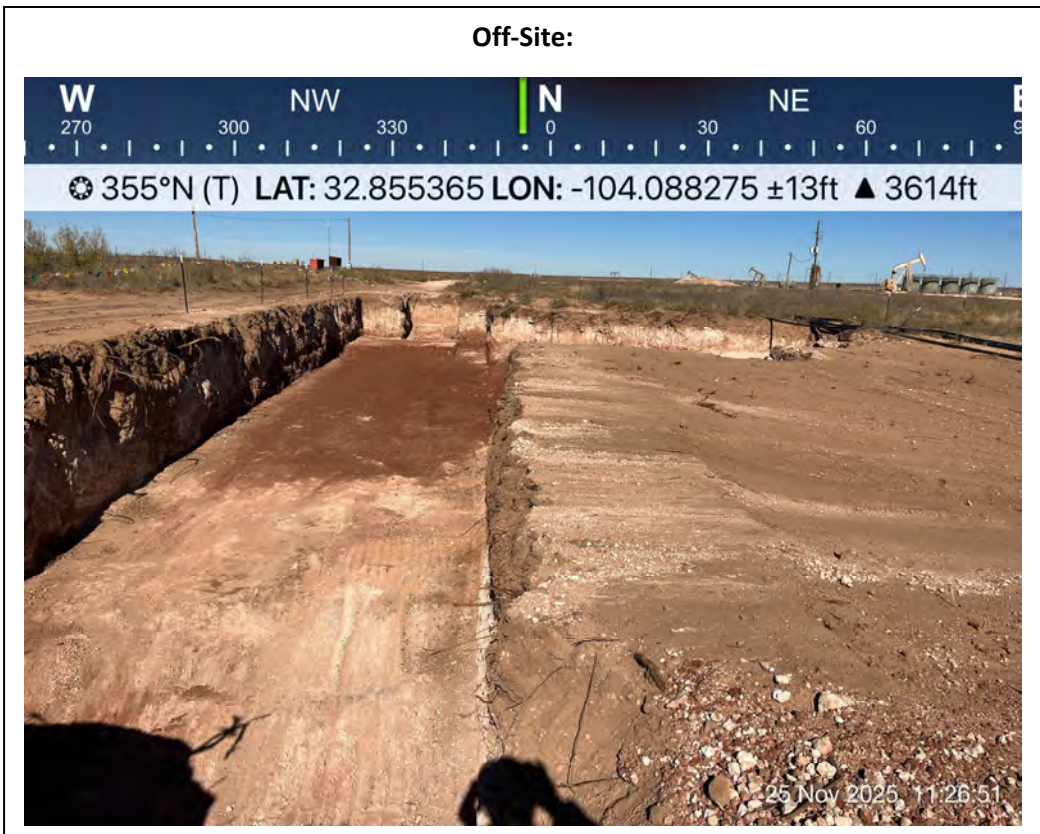 Off-Site:
W NW N NE E
270 300 330 0 30 60 9
355°N (T) LAT: 32.855365 LON: -104.088275 ±13ft ▲ 3614ft
25 Nov 2025, 11:26:51